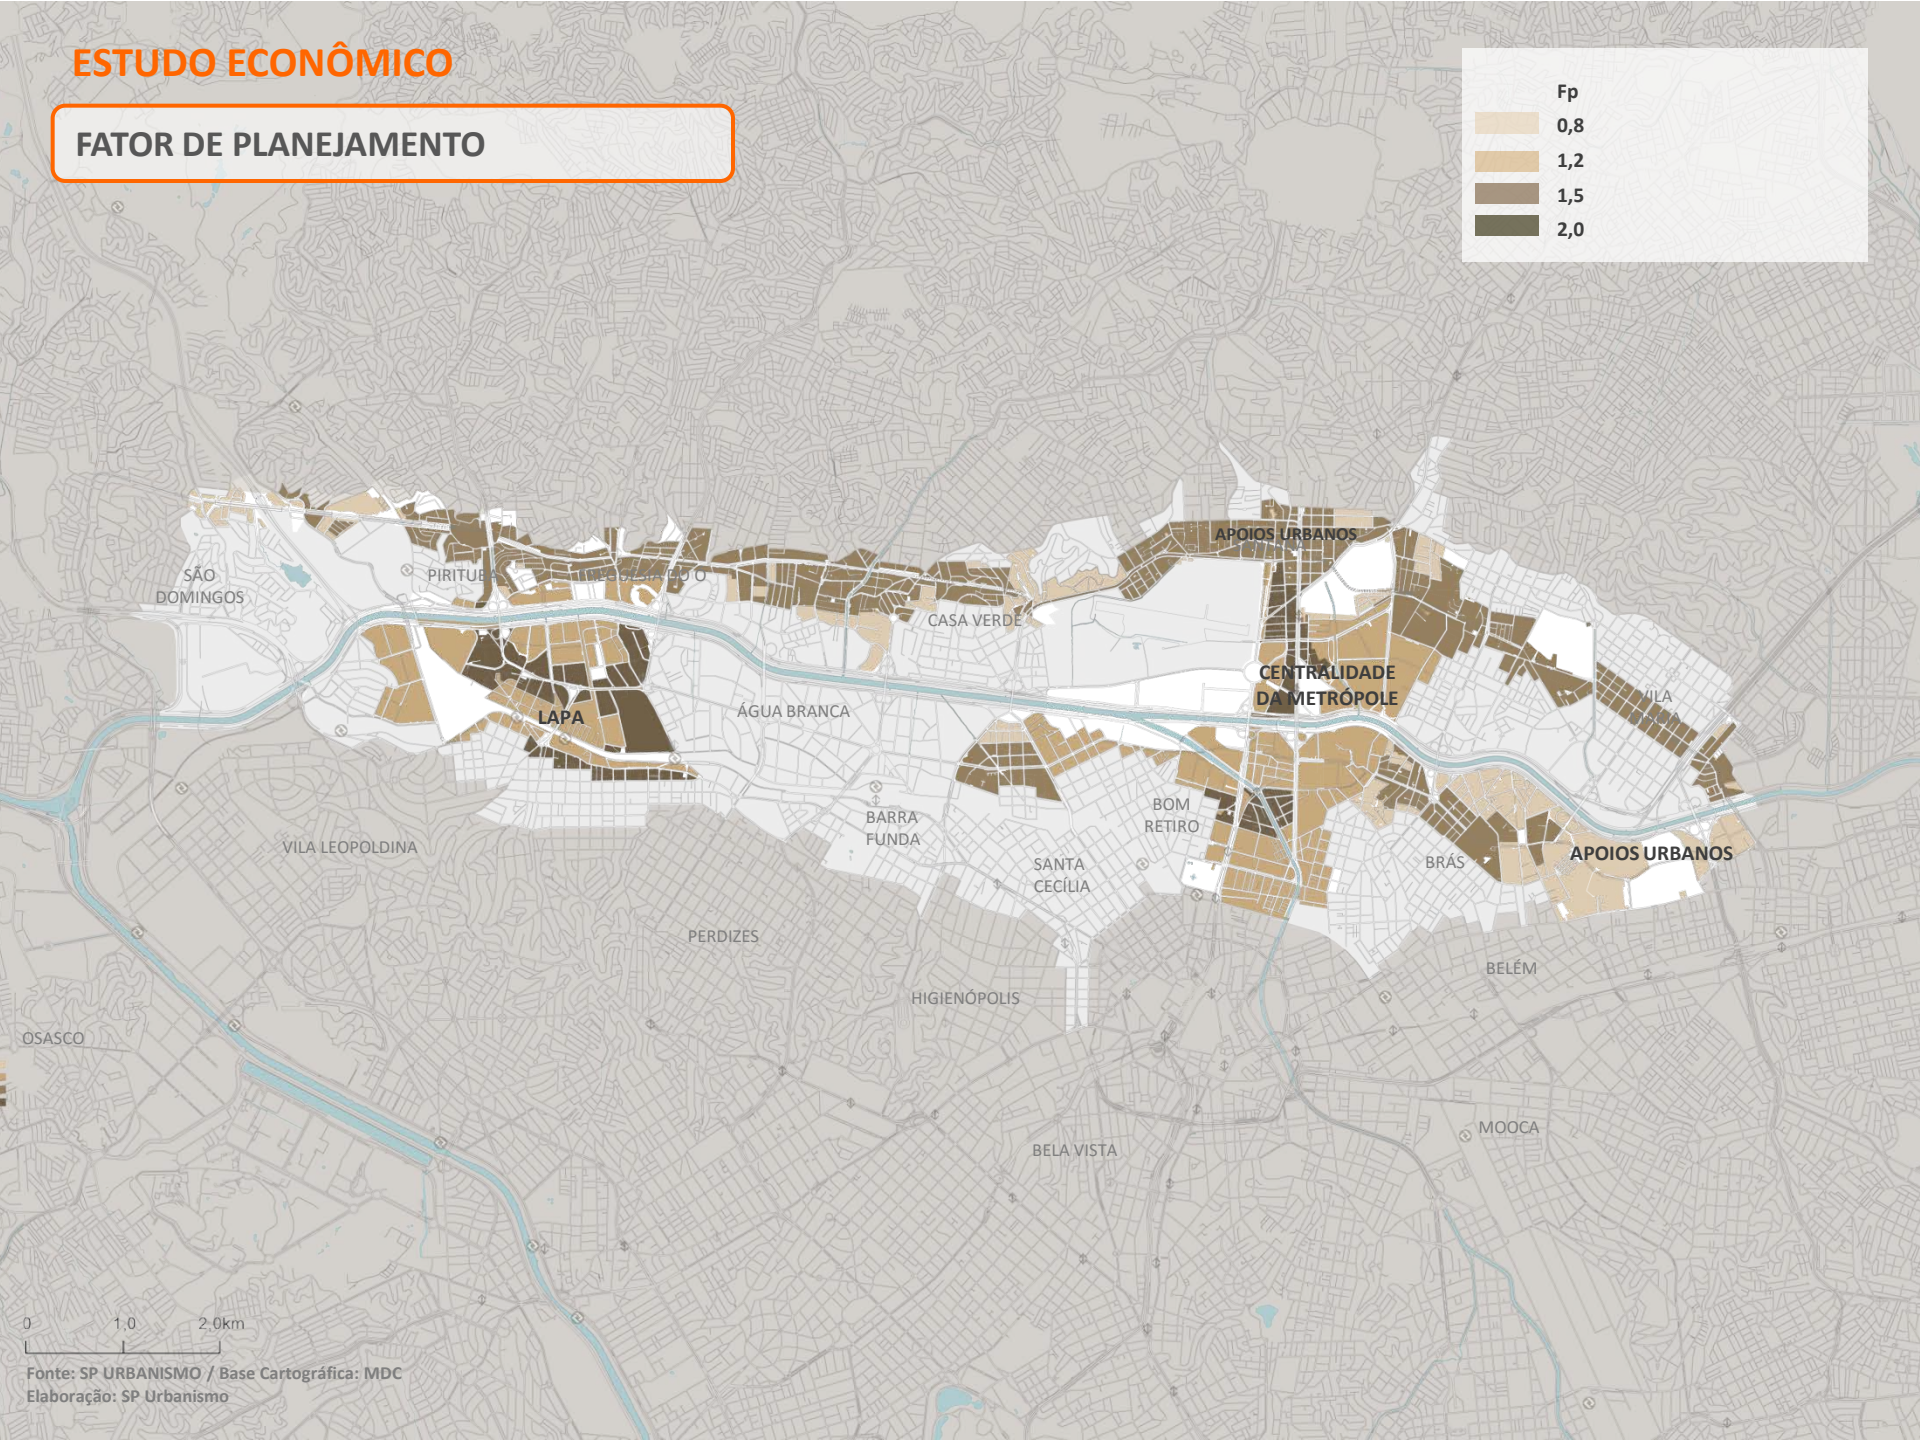 ESTUDO ECONÔMICO
FATOR DE PLANEJAMENTO
Fp
0,8
1,2
1,5
2,0
APOIOS URBANOS
SÃO
DOMINGOS
PIRITUBA
CASA VERDE
CENTRALIDADE
DA METRÓPOLE
VILA
LAPA
ÁGUA BRANCA
BOM
RETIRO
BARRA
FUNDA
VILA LEOPOLDINA
SANTA
CECÍLIA
BRÁS
APOIOS URBANOS
PERDIZES
BELÉM
HIGIENÓPOLIS
OSASCO
MOOCA
BELA VISTA
0 1,0 2,0km
Fonte: SP URBANISMO / Base Cartográfica: MDC
Elaboração: SP Urbanismo